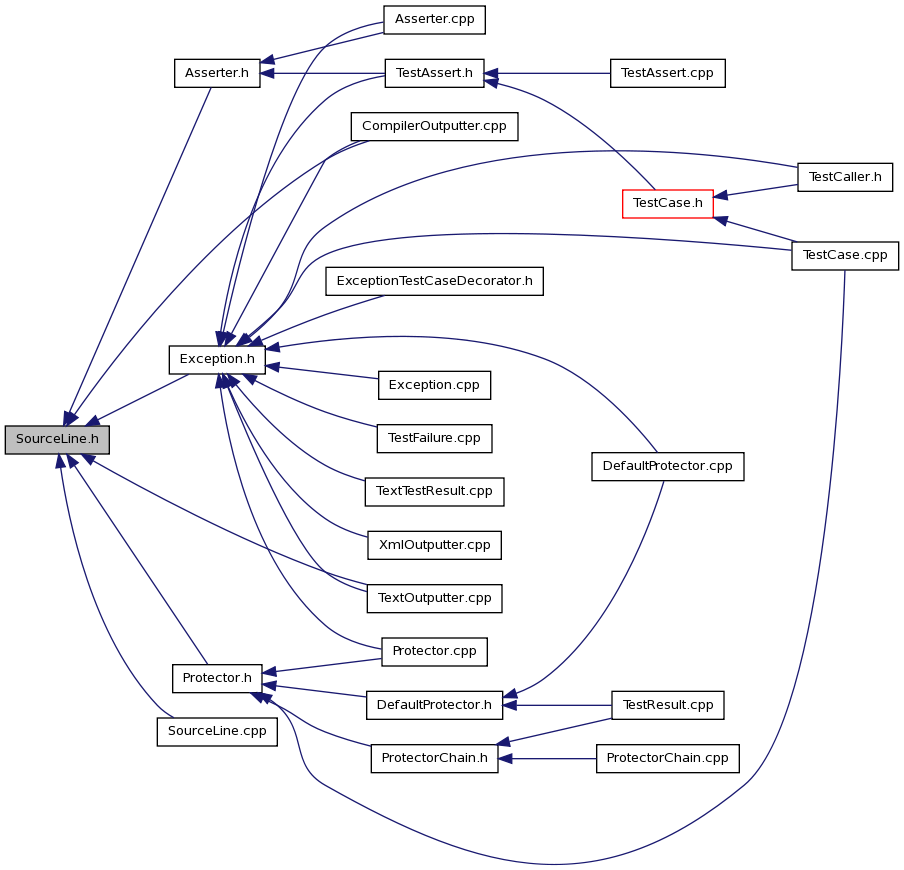 Asserter.cpp
Asserter.h
TestAssert.h
TestAssert.cpp
CompilerOutputter.cpp
TestCaller.h
TestCase.h
TestCase.cpp
ExceptionTestCaseDecorator.h
Exception.h
Exception.cpp
SourceLine.h
TestFailure.cpp
DefaultProtector.cpp
TextTestResult.cpp
XmlOutputter.cpp
TextOutputter.cpp
Protector.cpp
Protector.h
DefaultProtector.h
TestResult.cpp
SourceLine.cpp
ProtectorChain.h
ProtectorChain.cpp